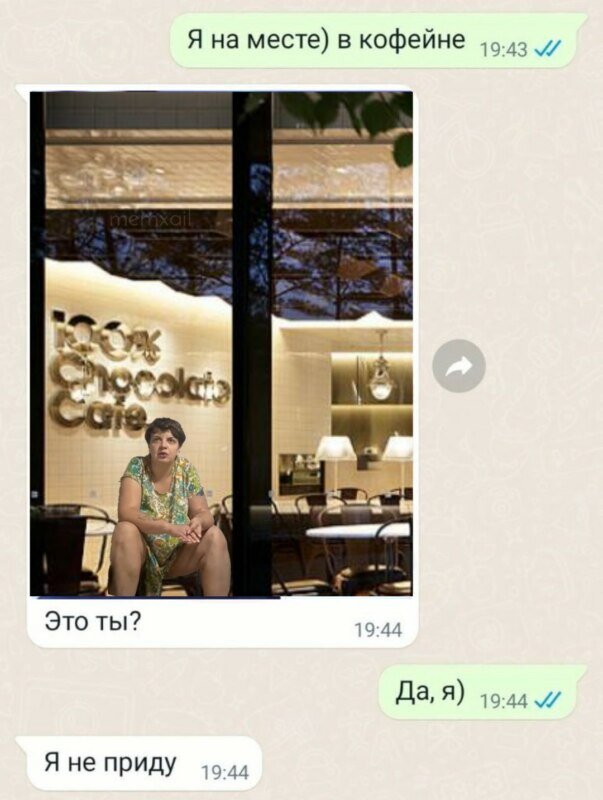 Я на месте) в кофейне 19:43
memxail
100%
Chocolate
Cafe
Это ты?
19:44
Да, я) 19:44
Я не приду 19:44